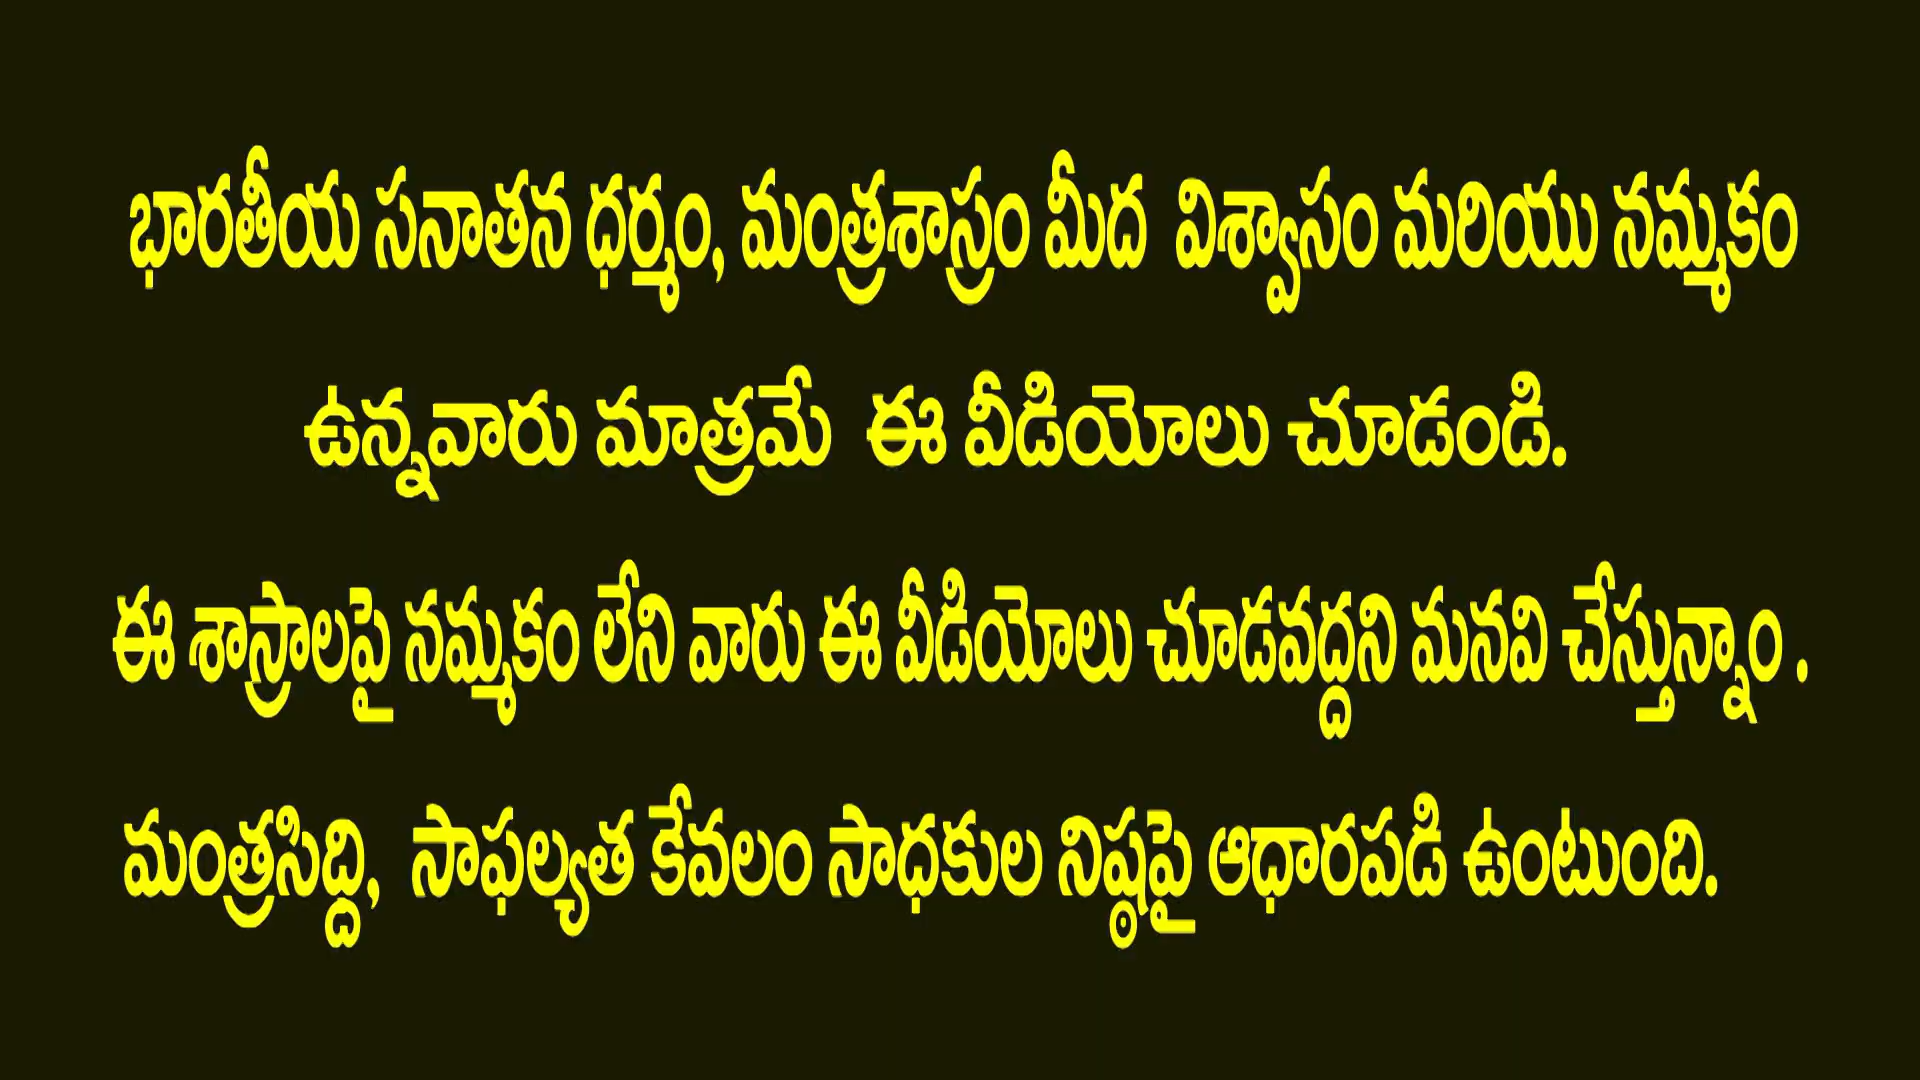 భారతీయ సనాతన ధర్మం, మంత్రశాస్త్రం మీద విశ్వాసం మరియు నమ్మకం
ఉన్నవారు మాత్రమే ఈ వీడియోలు చూడండి.
ఈ శాస్త్రాలపై నమ్మకం లేని వారు ఈ వీడియోలు చూడవద్దని మనవి చేస్తున్నాం .
మంత్రసిద్ది, సాఫల్యత కేవలం సాధకుల నిష్ఠపై ఆధారపడి ఉంటుంది.